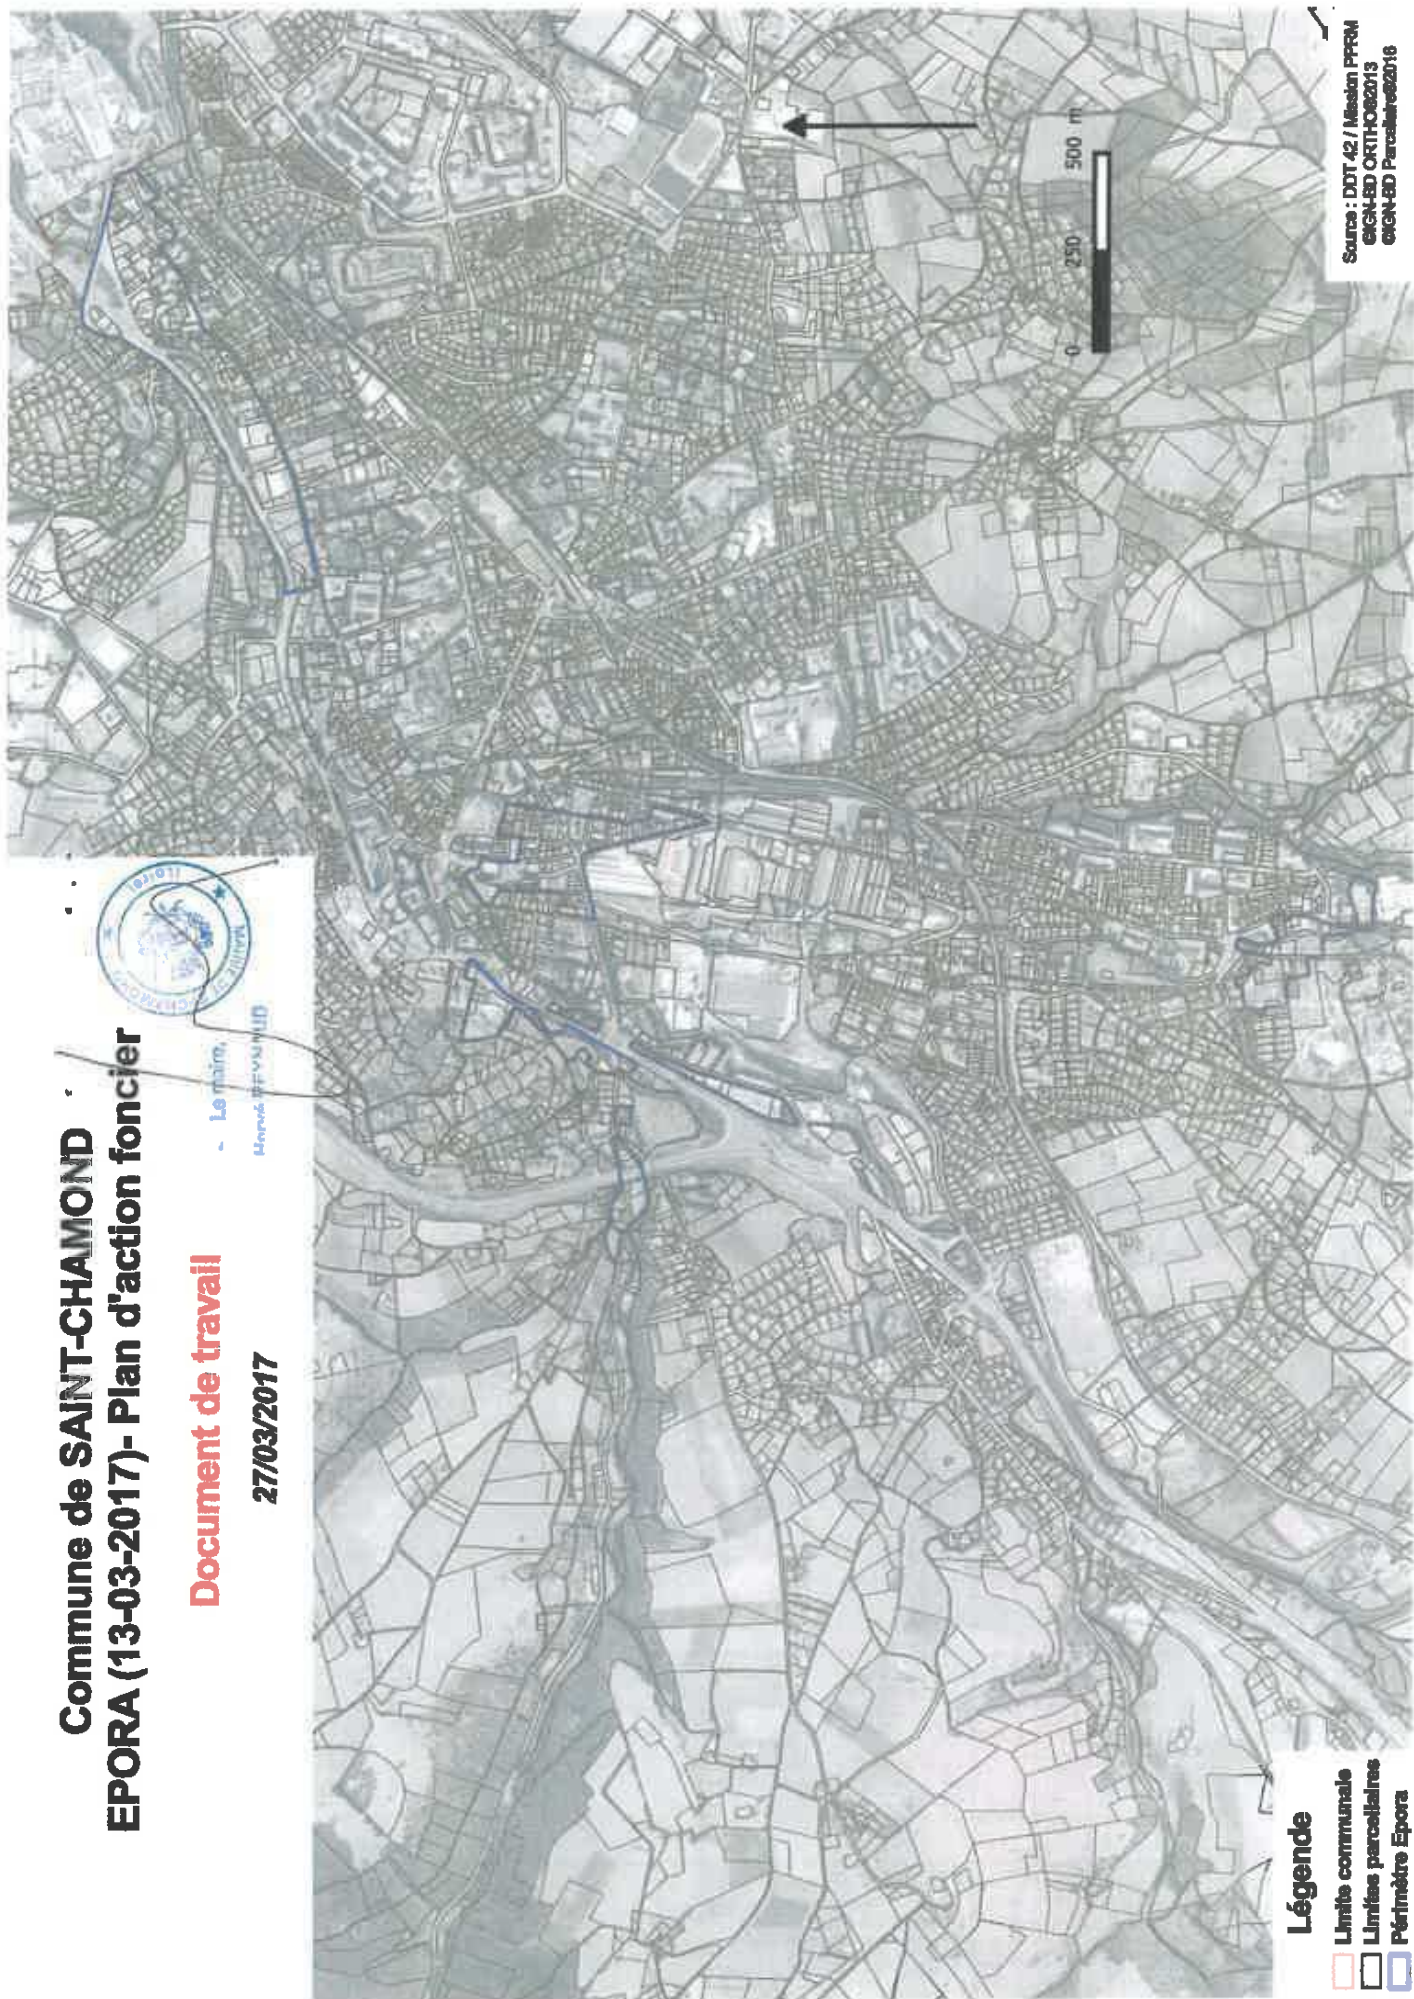 Commune de SAINT-CHAMOND
EPORA (13-03-2017)- Plan d'action foncier
Document de travail
27/03/2017
Le maire,
(Loire)
0 250 500 m
Légende
Limite communale
Limites parcellaires
Périmètre Epora
Source : DDT 42 / Mission PPRM
©IGN-BD ORTHO©2013
©IGN-BD Parcellaire©2016